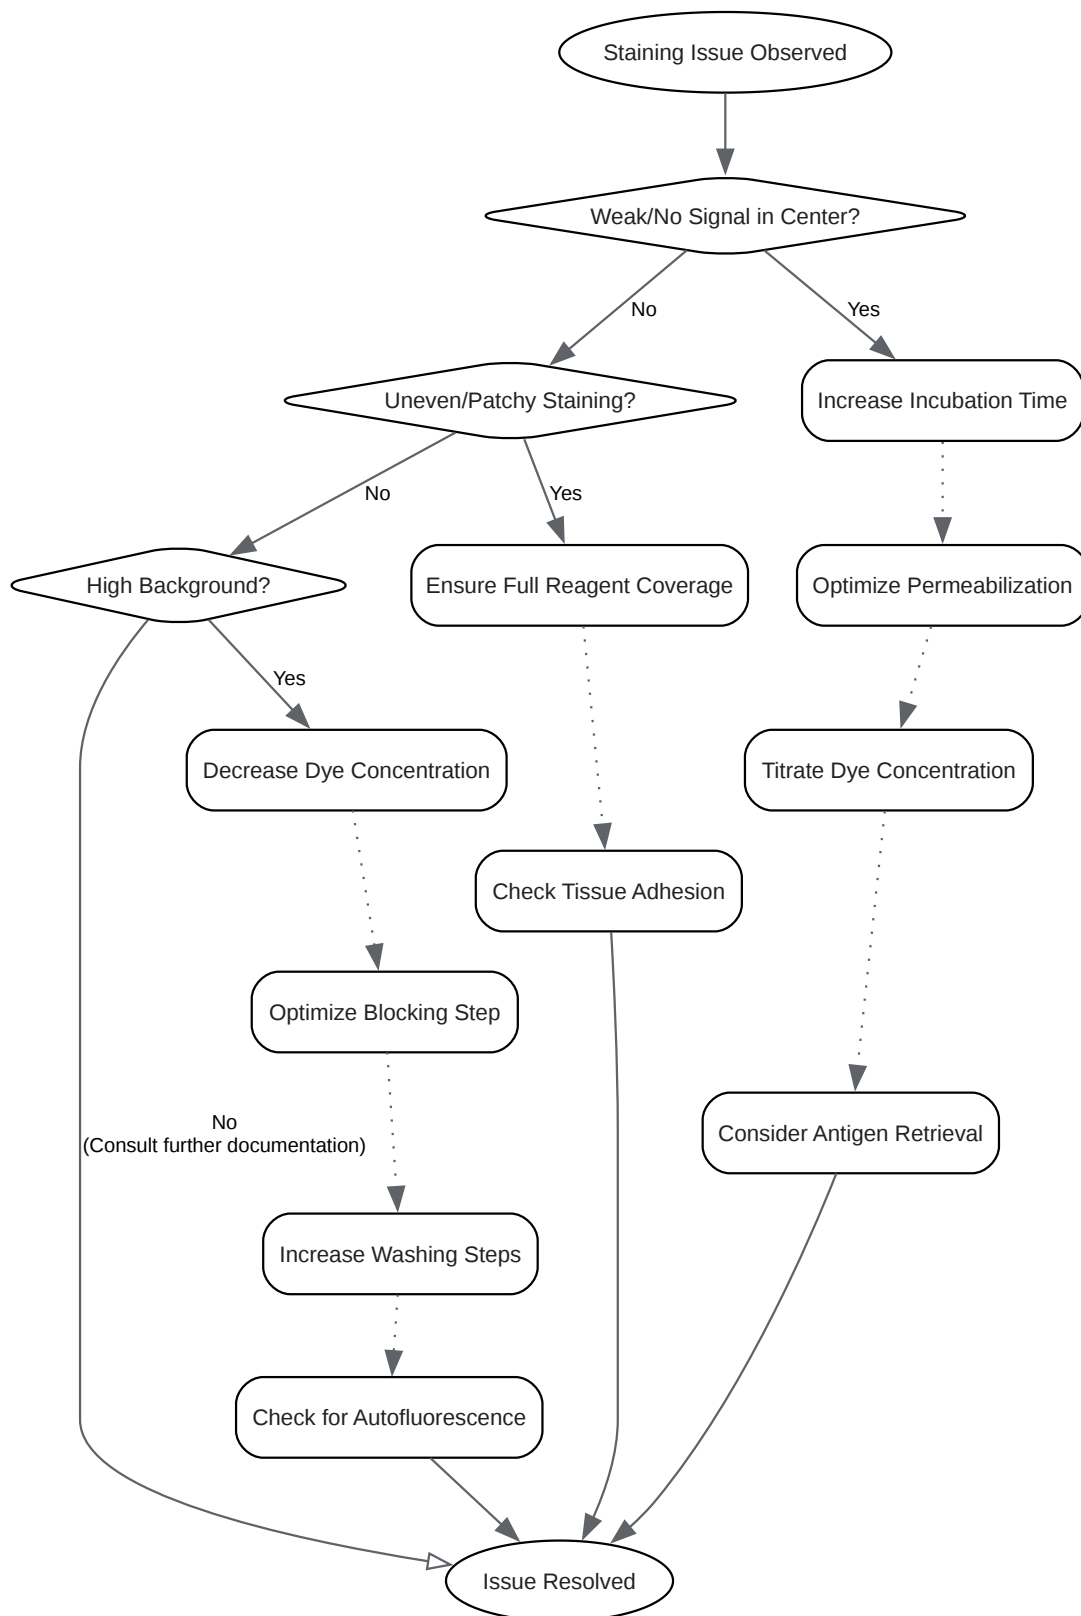 Staining Issue Observed
Weak/No Signal in Center?
No
Yes
Uneven/Patchy Staining?
Increase Incubation Time
No
Yes
High Background?
Ensure Full Reagent Coverage
Optimize Permeabilization
Yes
Decrease Dye Concentration
Titrate Dye Concentration
Check Tissue Adhesion
Optimize Blocking Step
No
(Consult further documentation)
Consider Antigen Retrieval
Increase Washing Steps
Check for Autofluorescence
Issue Resolved